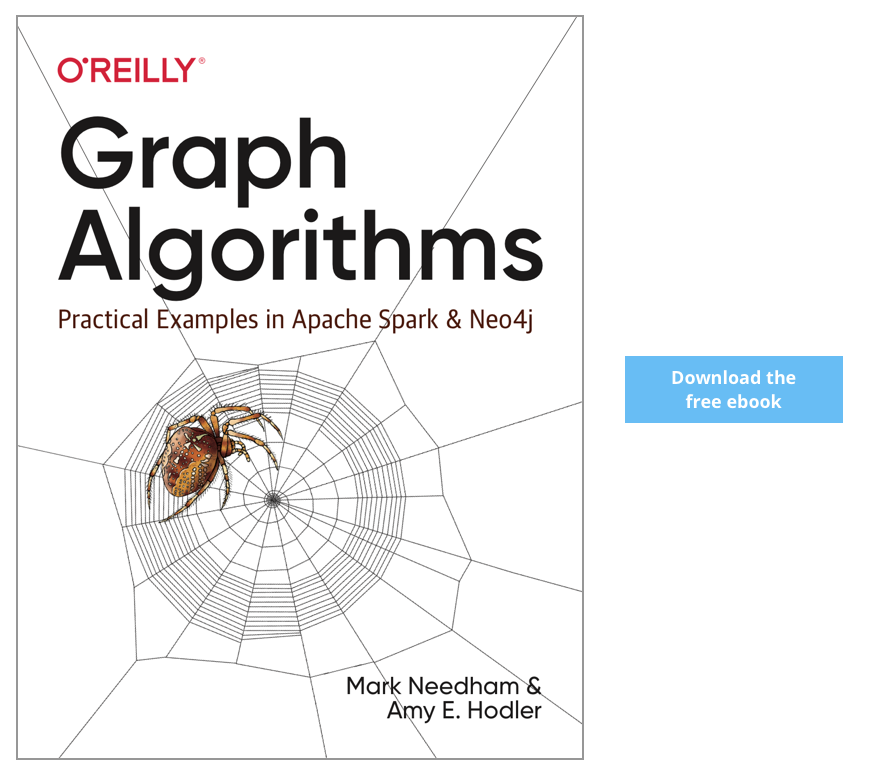 O'REILLY®
Graph
Algorithms
Practical Examples in Apache Spark & Neo4j
Mark Needham &
Amy E. Hodler
Download the
free ebook